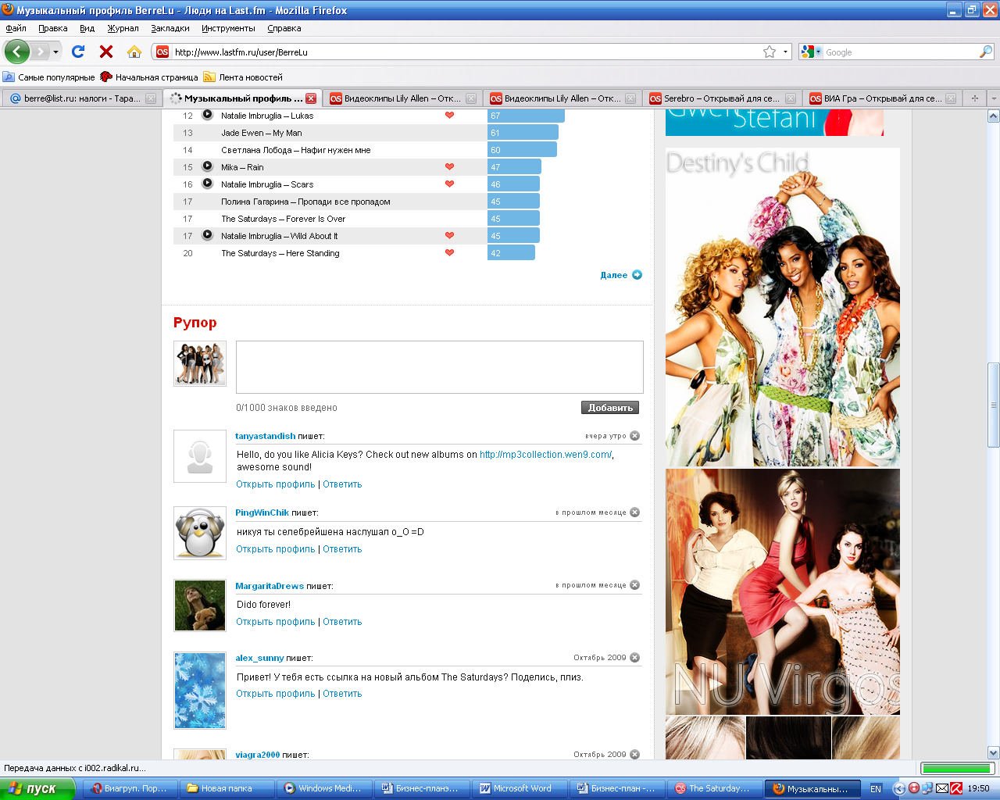 Музыкальный профиль BerreLu - Люди на Last.fm - Mozilla Firefox
Файл Правка Вид Журнал Закладки Инструменты Справка
http://www.lastfm.ru/user/BerreLu
Google
Самые популярные Начальная страница Лента новостей
berre@list.ru: налоги - Тара...
Музыкальный профиль ...
Видеоклипы Lily Allen – Отк...
Видеоклипы Lily Allen – Отк...
Serebro – Открывай для се...
ВИА Гра – Открывай для се...
12 Natalie Imbruglia – Lukas 67
13 Jade Ewen – My Man 61
14 Светлана Лобода – Нафиг нужен мне 60
15 Mika – Rain 47
16 Natalie Imbruglia – Scars 46
17 Полина Гагарина – Пропади все пропадом 45
17 The Saturdays – Forever Is Over 45
17 Natalie Imbruglia – Wild About It 45
20 The Saturdays – Here Standing 42
Далее
Рупор
0/1000 знаков введено
Добавить
tanyastandish пишет: вчера утро
Hello, do you like Alicia Keys? Check out new albums on http://mp3collection.wen9.com/,
awesome sound!
Открыть профиль | Ответить
PingWinChik пишет: в прошлом месяце
никуя ты селебрейшена наслушал o_O =D
Открыть профиль | Ответить
MargaritaDrews пишет: в прошлом месяце
Dido forever!
Открыть профиль | Ответить
alex_sunny пишет: Октябрь 2009
Привет! У тебя есть ссылка на новый альбом The Saturdays? Поделись, плиз.
Открыть профиль | Ответить
viagra2000 пишет: Октябрь 2009
Gwen
Stefani
Destiny's Child
NU Virgos
Передача данных с i002.radikal.ru...
пуск
Виагруп. Пор...
Новая папка
Windows Medi...
Бизнес-планэ...
Microsoft Word
Бизнес-план -...
The Saturday...
Музыкальны...
EN
19:50